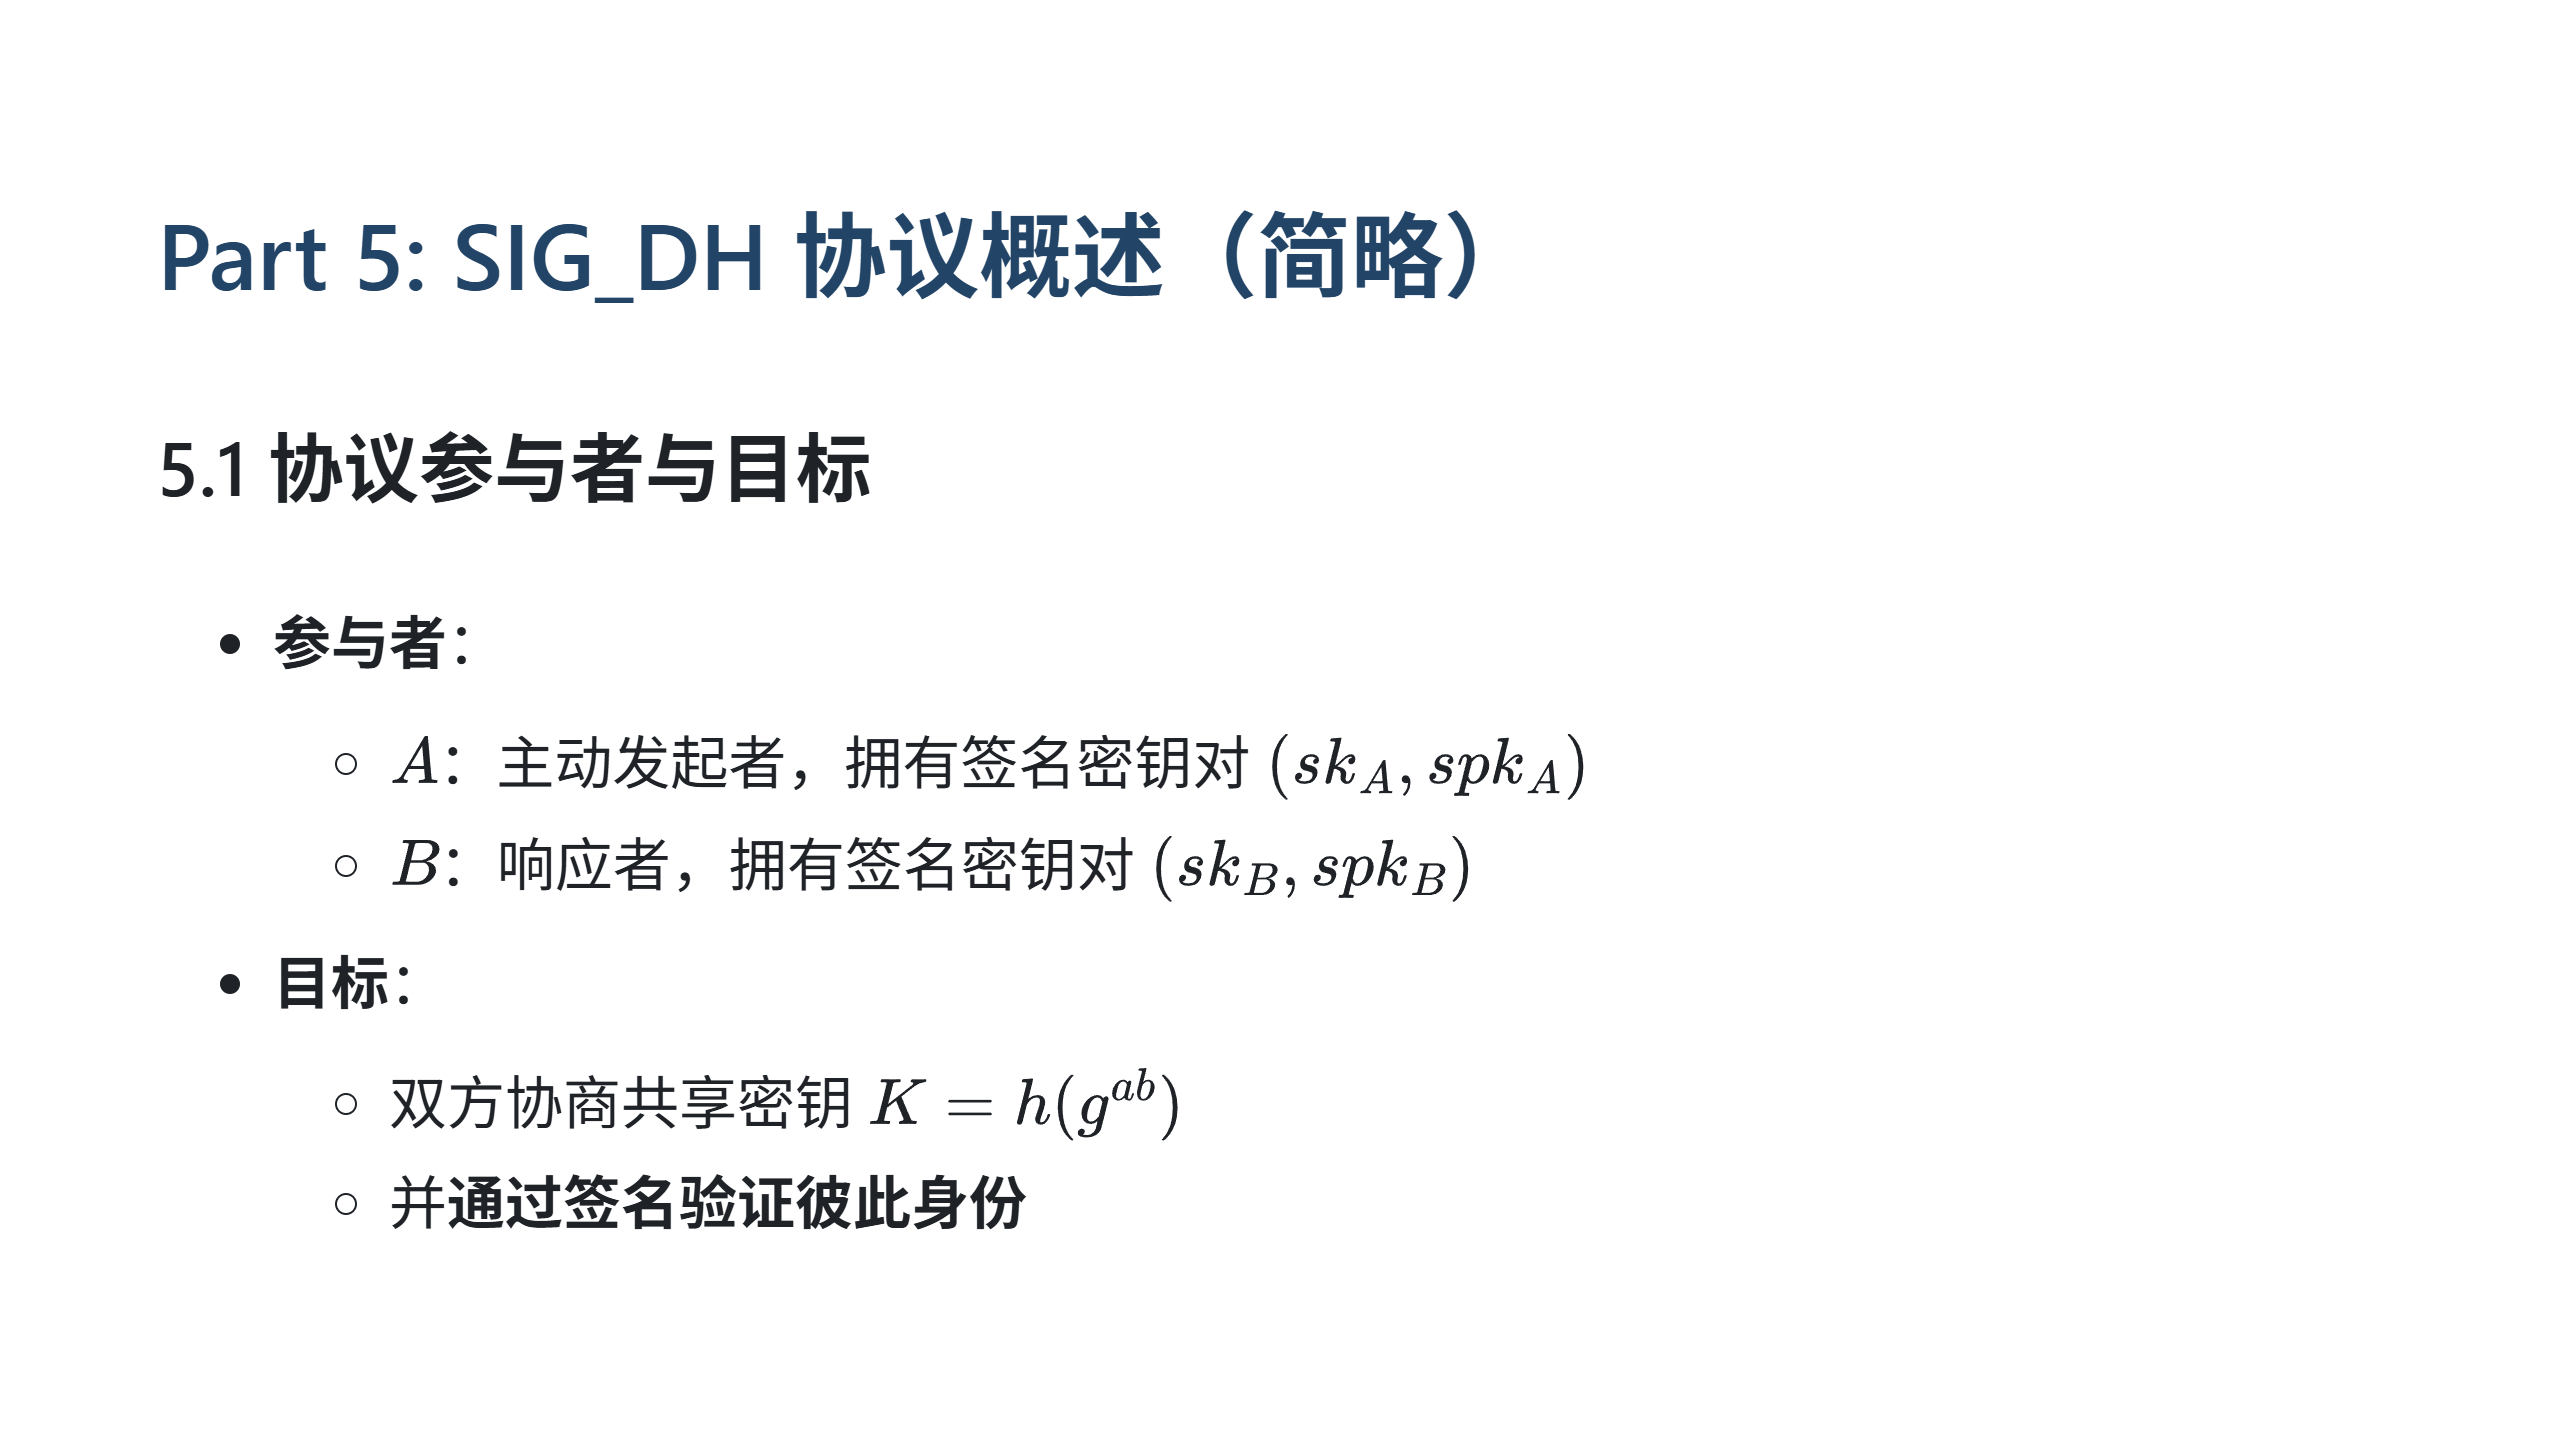 Part 5: SIG_DH 协议概述（简略）
5.1 协议参与者与目标
• 参与者：
◦ $A$：主动发起者，拥有签名密钥对 $(sk_A, spk_A)$
◦ $B$：响应者，拥有签名密钥对 $(sk_B, spk_B)$
• 目标：
◦ 双方协商共享密钥 $K = h(g^{ab})$
◦ 并通过签名验证彼此身份